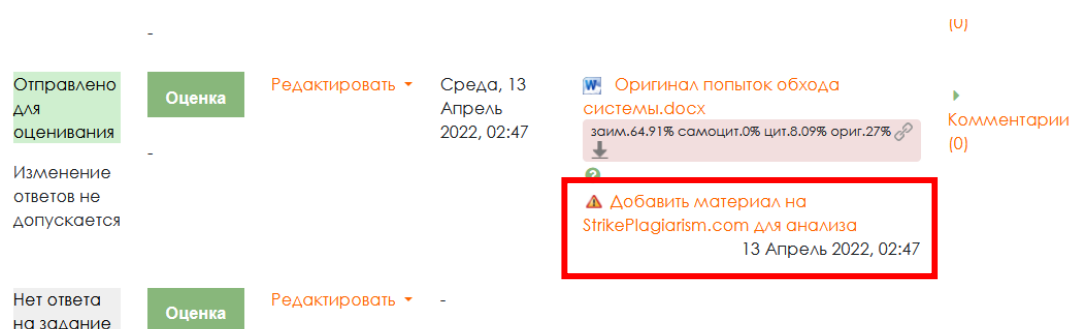 (0)
-
Отправлено
для
оценивания
Изменение
ответов не
допускается
Оценка
-
Редактировать
Среда, 13
Апрель
2022, 02:47
Оригинал попыток обхода
системы.docx
заим.64.91% самоцит.0% цит.8.09% ориг.27%
Добавить материал на
StrikePlagiarism.com для анализа
13 Апрель 2022, 02:47
Комментарии
(0)
Нет ответа
на задание
Оценка
Редактировать
-